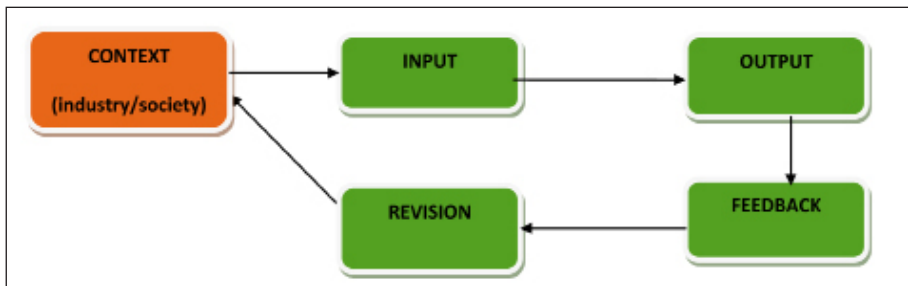 CONTEXT
(industry/society)
INPUT
OUTPUT
REVISION
FEEDBACK